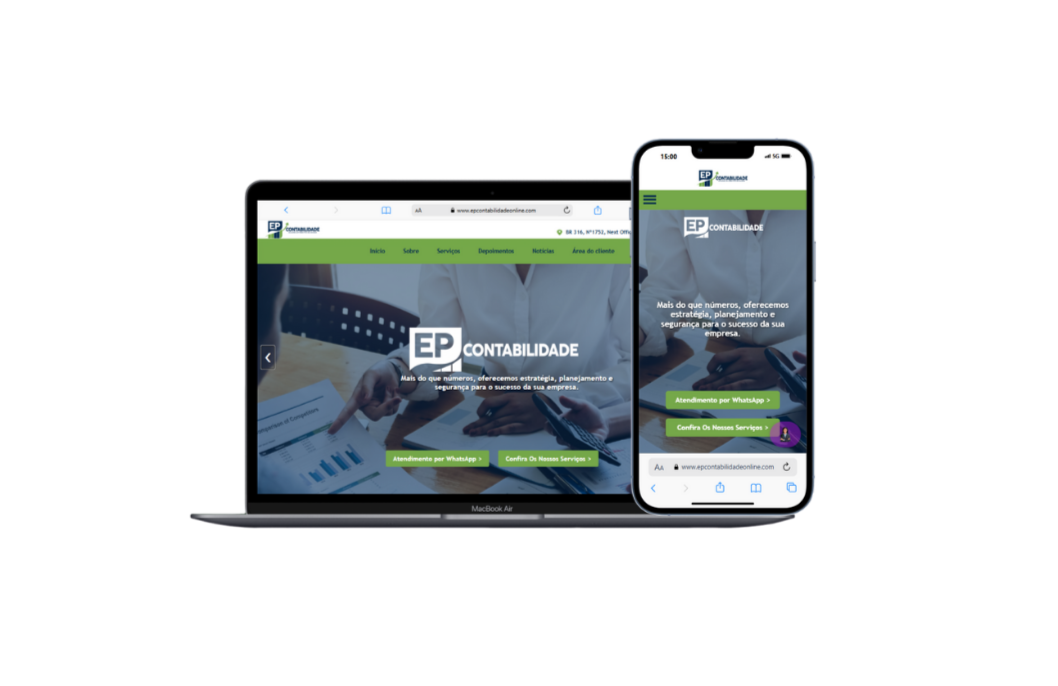 AA www.epcontabilidadeonline.com
EP CONTABILIDADE
BR 316, Nº1752, Next Offi
Início Sobre Serviços Depoimentos Notícias Área do cliente
EP CONTABILIDADE
Mais do que números, oferecemos estratégia, planejamento e
segurança para o sucesso da sua empresa.
Atendimento por WhatsApp > Confira Os Nossos Serviços >
MacBook Air
15:00 5G
EP CONTABILIDADE
EP CONTABILIDADE
Mais do que números, oferecemos
estratégia, planejamento e
segurança para o sucesso da sua
empresa.
Atendimento por WhatsApp >
Confira Os Nossos Serviços >
AA www.epcontabilidadeonline.com